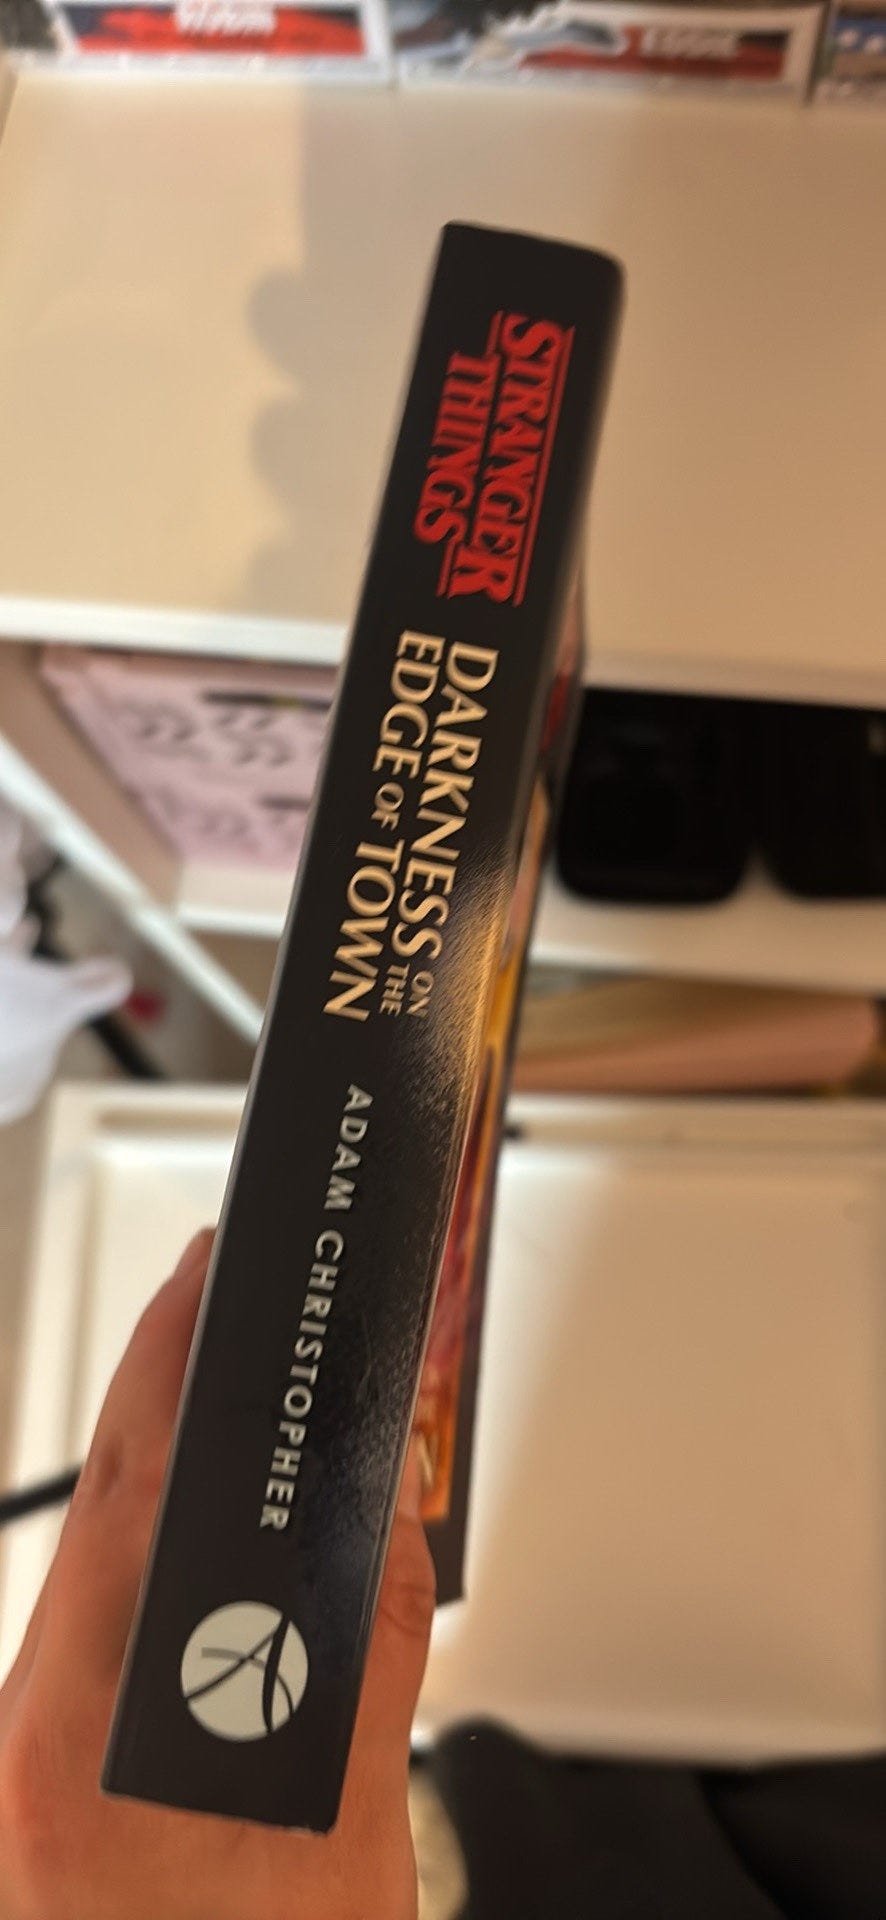 STRANGER
THINGS
DARKNESS ON THE
EDGE OF TOWN
ADAM CHRISTOPHER